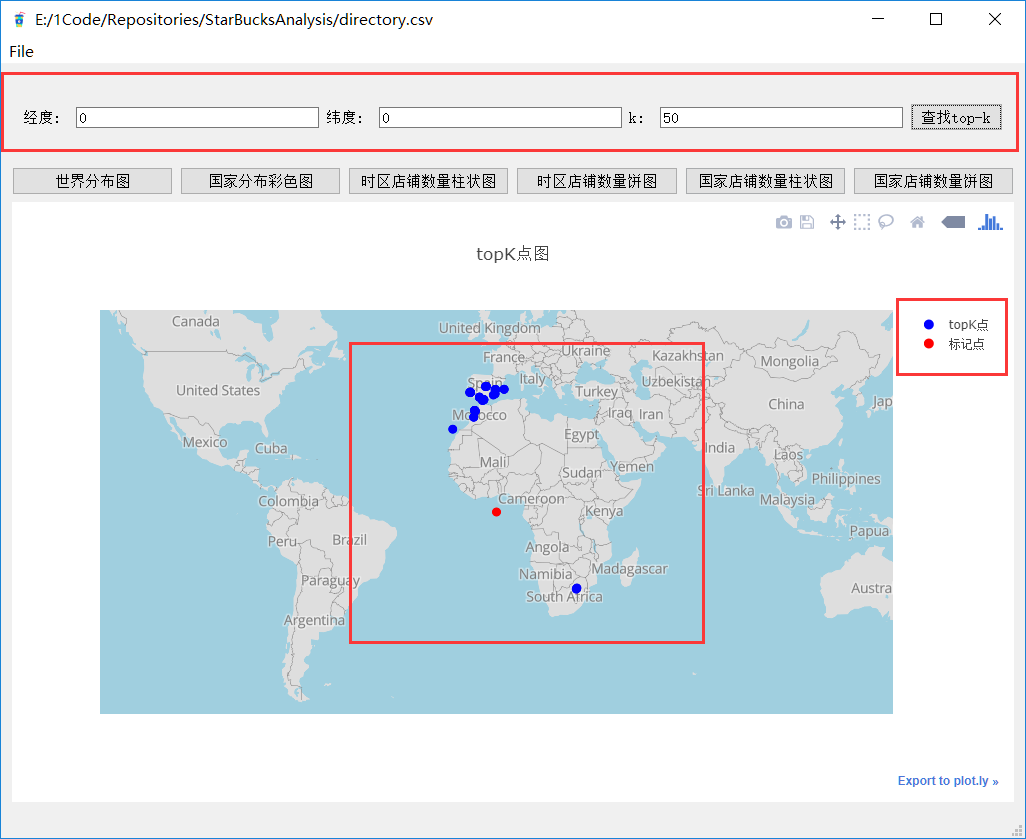 E:/1Code/Repositories/StarBucksAnalysis/directory.csv
File
经度: 0 纬度: 0 k: 50 查找top-k
世界分布图 国家分布彩色图 时区店铺数量柱状图 时区店铺数量饼图 国家店铺数量柱状图 国家店铺数量饼图
topK点图
topK点
标记点
Canada
United Kingdom
Ukraine
France
Kazakhstan
Mongolia
Italy
Uzbekistan
Spain
United States
Turkey
China
Jap
Morocco
Iraq
Iran
Egypt
Mexico
Cuba
India
Laos
Mali
Yemen
Sudan
Philippines
Sri Lanka
Colombia
Cameroon
Malaysia
Kenya
Papua
Peru
Brazil
Angola
Madagascar
Namibia
Paraguay
Austra
South Africa
Argentina
Export to plot.ly »